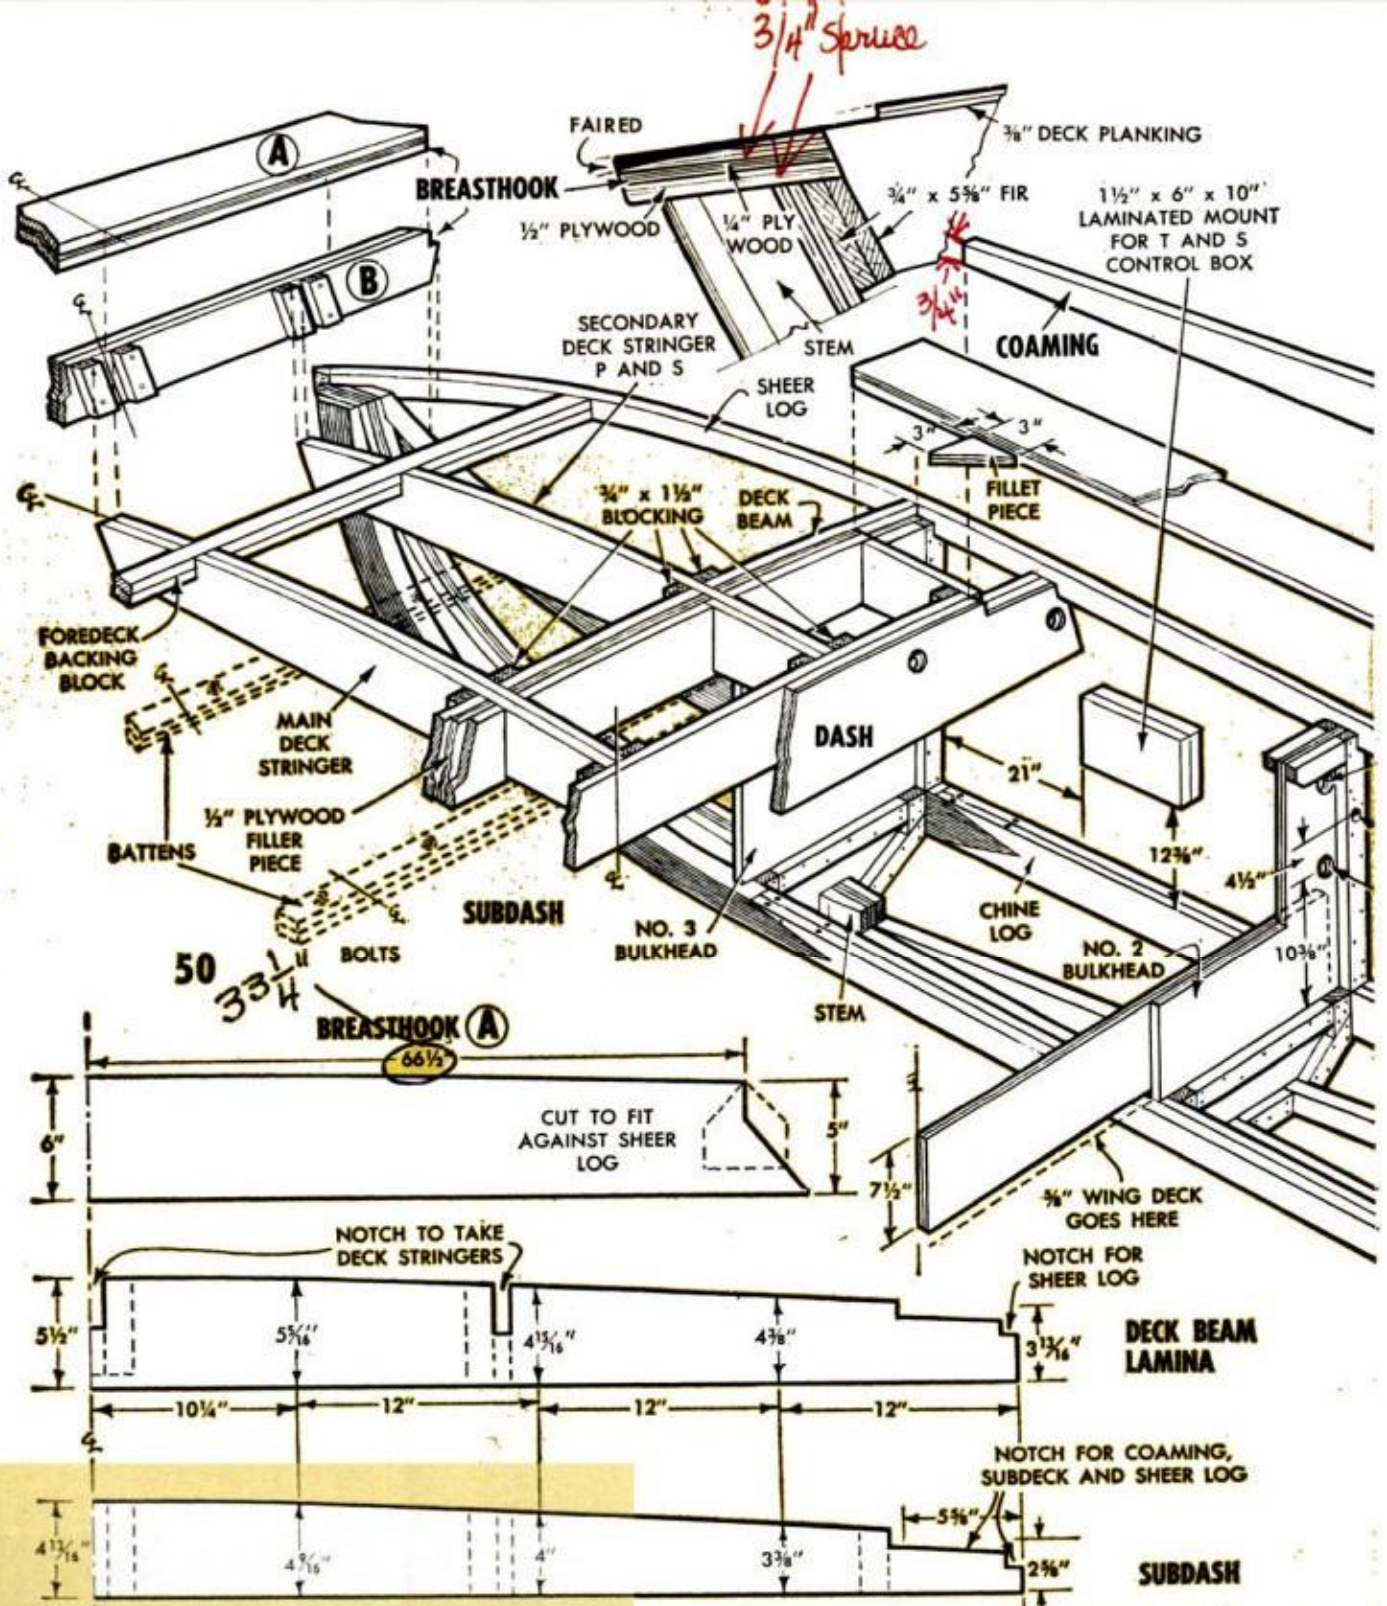 3/4" Spruce
FAIRED
3/8" DECK PLANKING
A
BREASTHOOK
3/4" x 5 5/8" FIR
1 1/2" x 6" x 10"
LAMINATED MOUNT
FOR T AND S
CONTROL BOX
1/2" PLYWOOD
1/4" PLY
WOOD
B
3/4"
SECONDARY
DECK STRINGER
P AND S
STEM
COAMING
SHEER
LOG
3"
3"
FILLET
PIECE
3/4" x 1 1/2"
BLOCKING
DECK
BEAM
FOREDECK
BACKING
BLOCK
MAIN
DECK
STRINGER
DASH
21"
1/2" PLYWOOD
FILLER
PIECE
BATTENS
12 3/8"
4 1/2"
SUBDASH
NO. 3
BULKHEAD
CHINE
LOG
NO. 2
BULKHEAD
10 3/8"
BOLTS
50
33 1/4"
STEM
BREASTHOOK A
66 1/2"
6"
CUT TO FIT
AGAINST SHEER
LOG
5"
7 1/2"
3/8" WING DECK
GOES HERE
NOTCH TO TAKE
DECK STRINGERS
NOTCH FOR
SHEER LOG
5 1/2"
5 5/16"
4 15/16"
4 3/8"
3 13/16"
DECK BEAM
LAMINA
10 1/4"
12"
12"
12"
NOTCH FOR COAMING,
SUBDECK AND SHEER LOG
5 5/8"
4 13/16"
4 9/16"
4"
3 3/8"
2 5/8"
SUBDASH